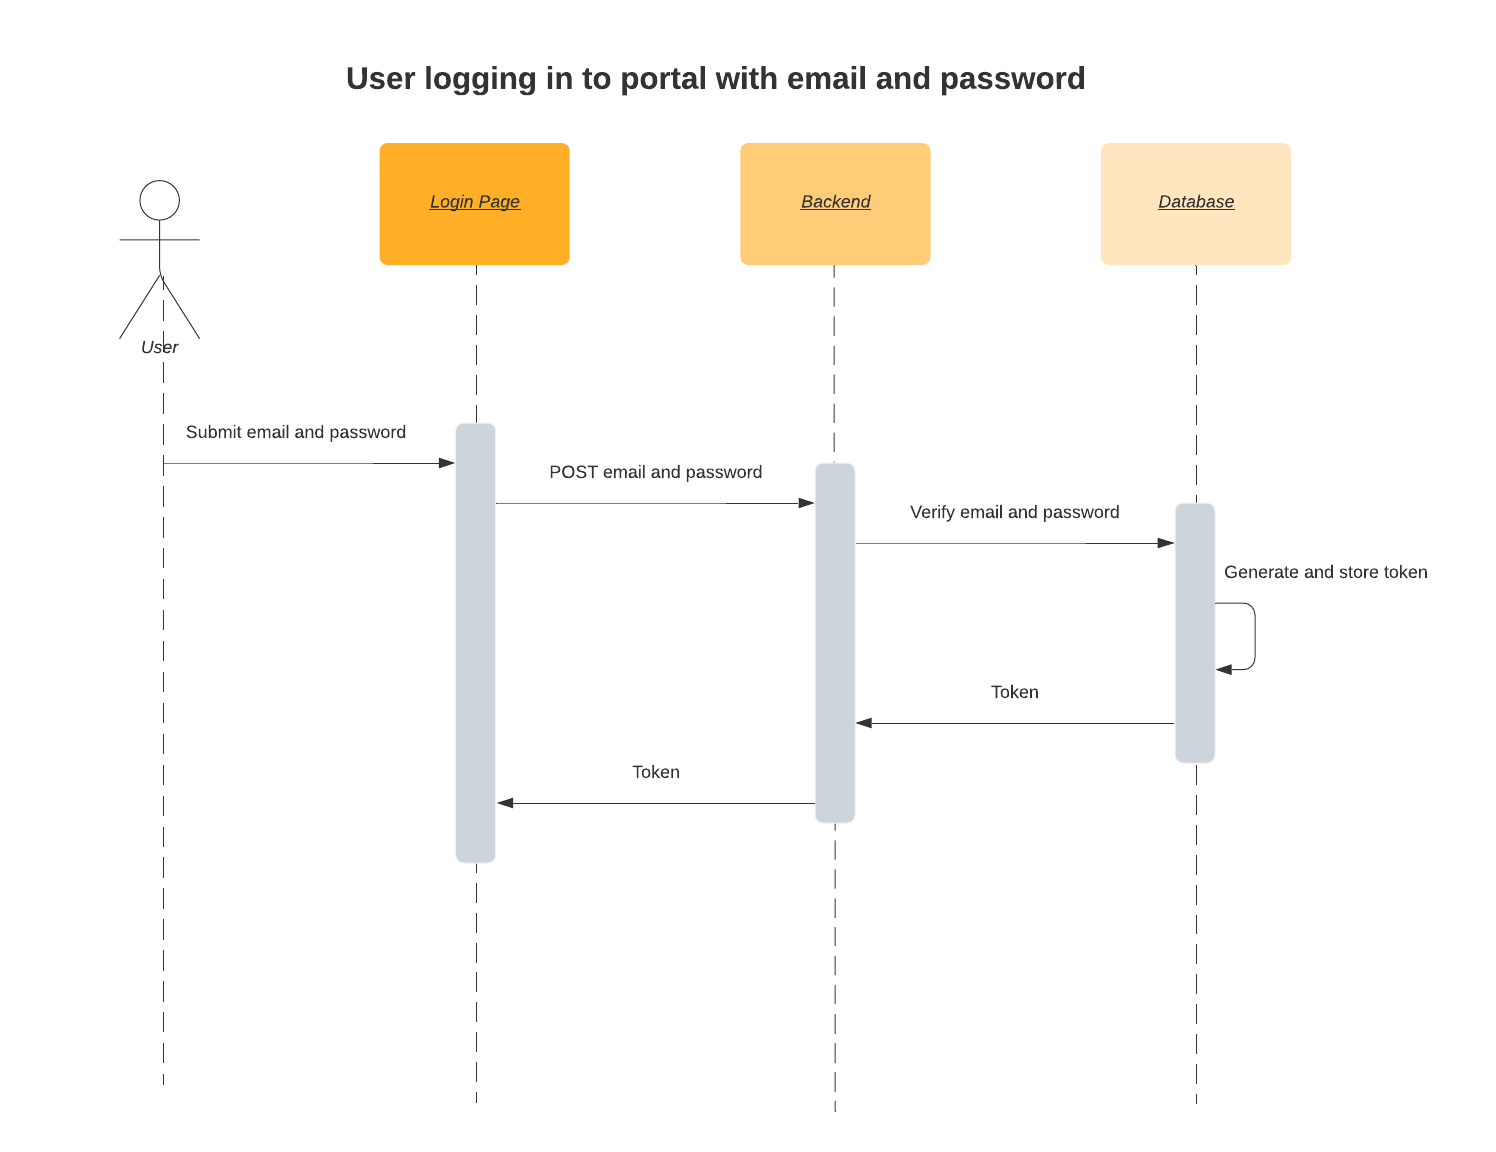 User logging in to portal with email and password
Login Page
Backend
Database
User
Submit email and password
POST email and password
Verify email and password
Generate and store token
Token
Token